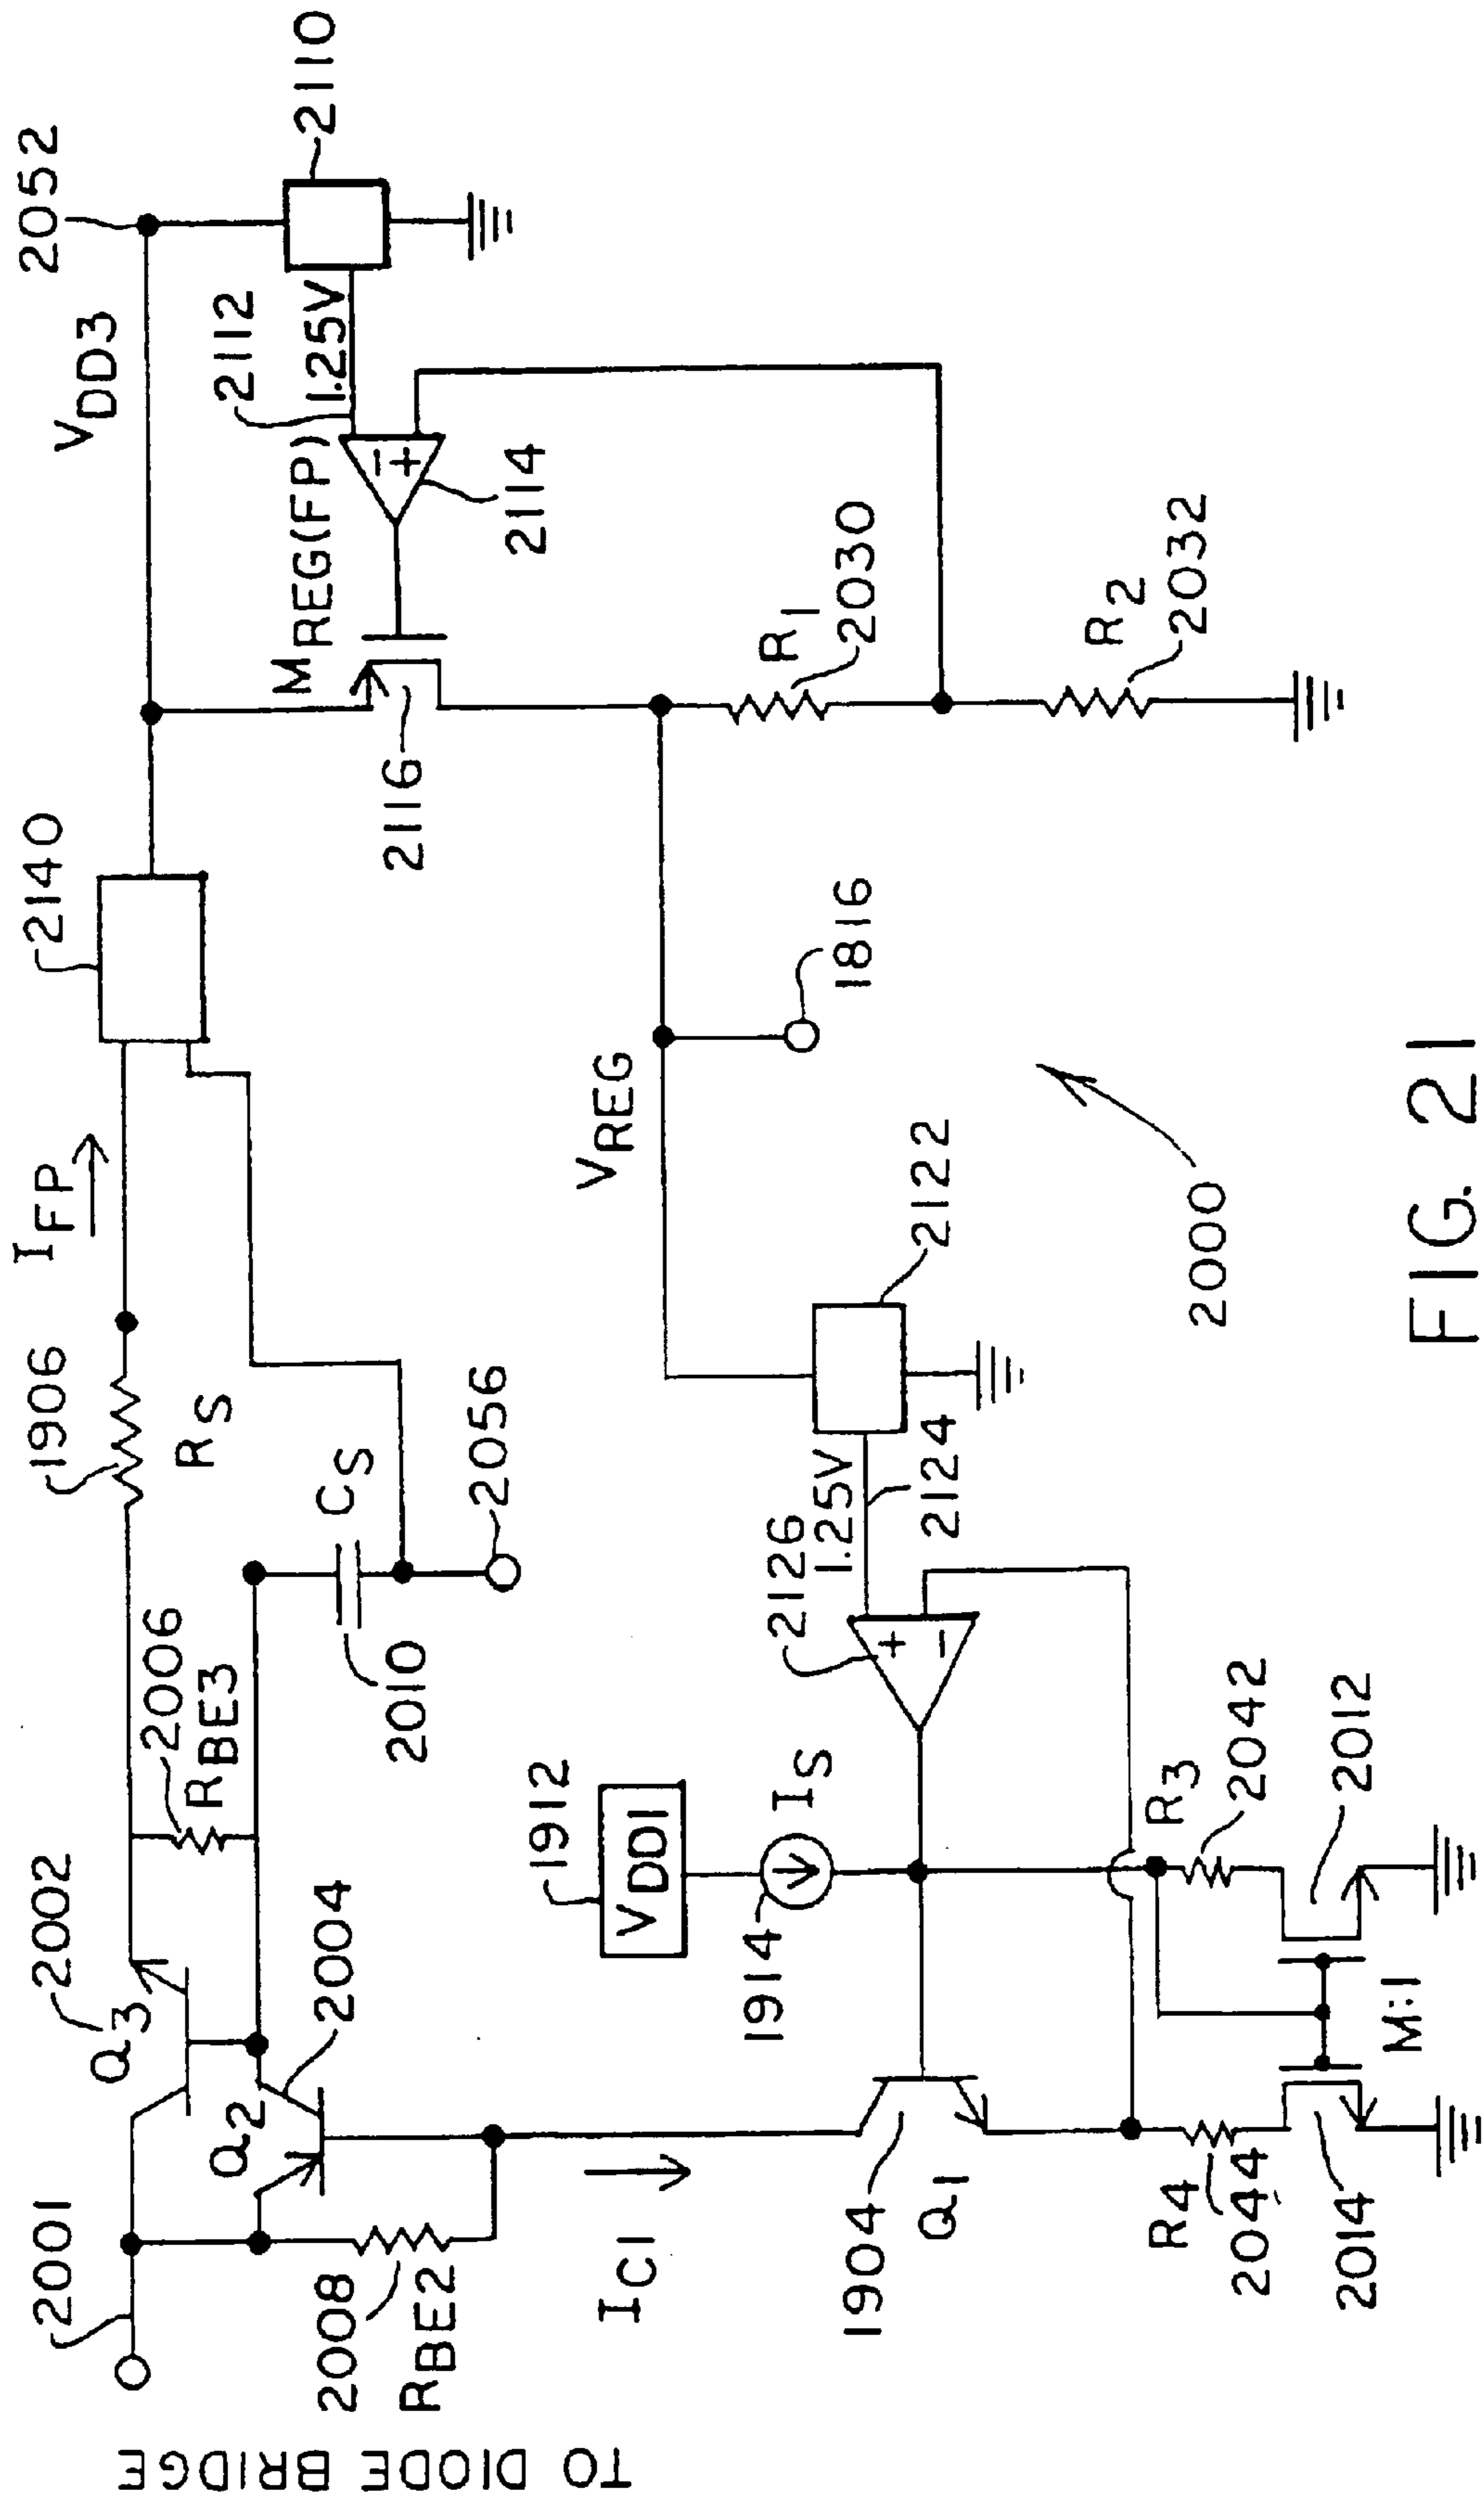 TO DIODE BRIDGE
2001
Q3
2002
Q2
2004
2006
RBE3
1906
RS
IFP
2140
VDD3
2052
2008
RBE2
2010
CS
2056
2112
1.25V
2110
MREG(FP)
2116
2114
IC1
1912
VDD1
1914
IS
2126
1.25V
2124
2122
VREG
1816
R1
2030
R2
2032
1904
Q1
R4
2044
2014
M:1
R3
2042
2012
2000
FIG. 21